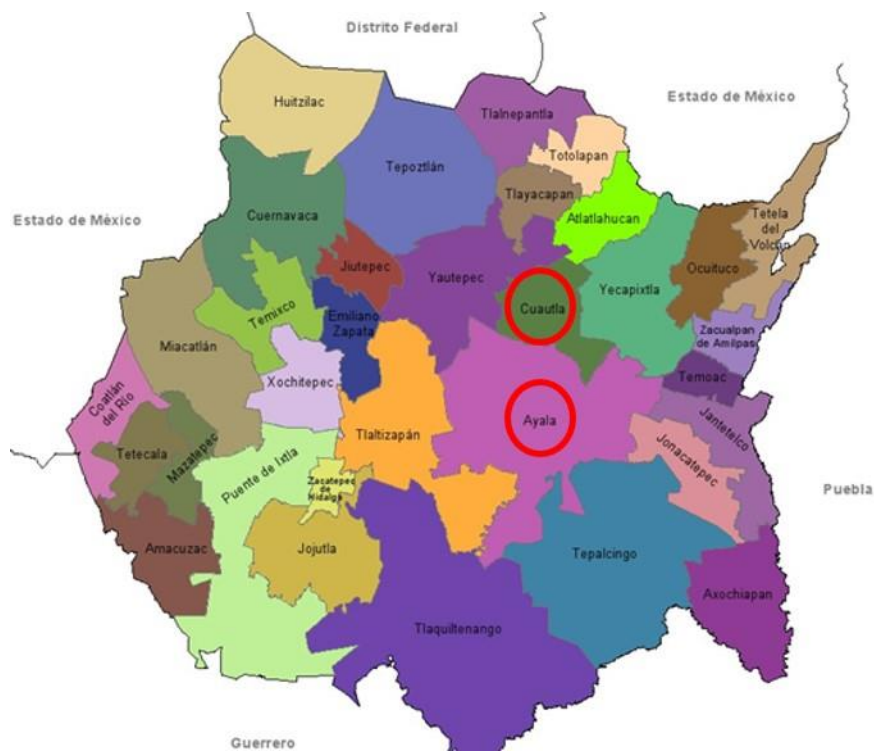 Distrito Federal
Huitzilac
Tlalnepantla
Estado de México
Totolapan
Tepoztlán
Tlayacapan
Estado de México
Cuernavaca
Atlatlahucan
Tetela
del
Volcán
Jiutepec
Yautepec
Ocuituco
Yecapixtla
Temixco
Emiliano
Zapata
Cuautla
Zacualpan
de Amilpas
Miacatlán
Xochitepec
Temoac
Coatlán
del Río
Ayala
Jantetelco
Tlaltizapán
Tetecala
Mazatepec
Jonacatepec
Puente de Ixtla
Zacatepec
de
Hidalgo
Puebla
Amacuzac
Jojutla
Tepalcingo
Axochiapan
Tlaquiltenango
Guerrero